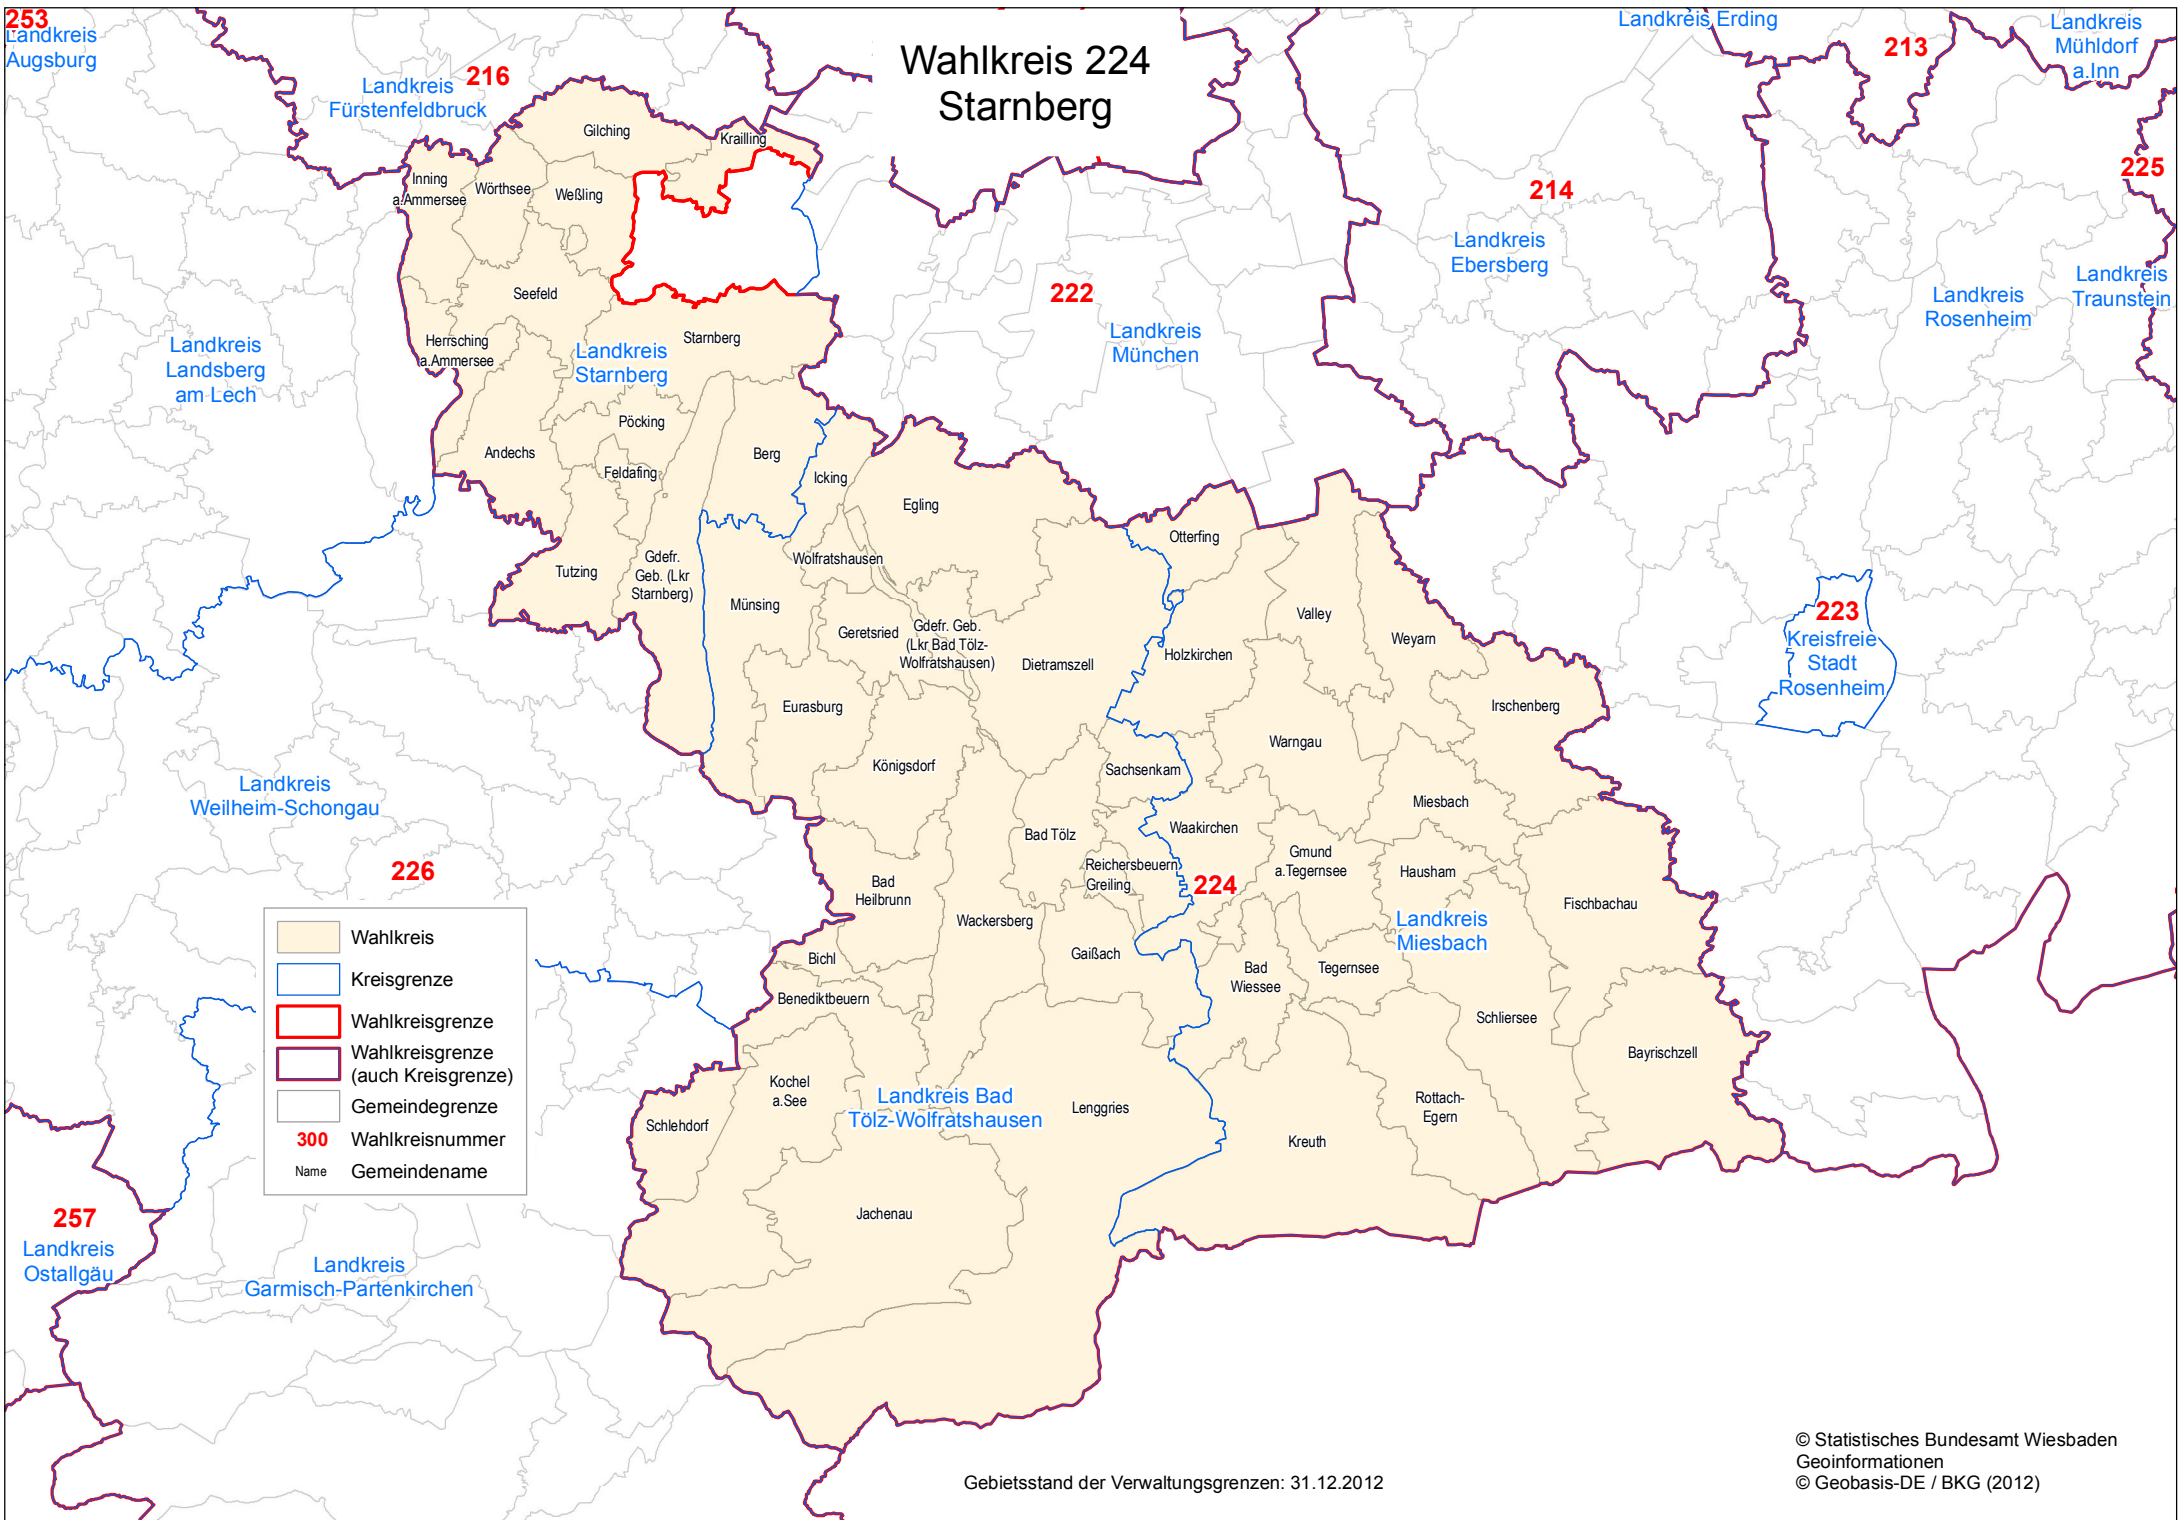 Wahlkreis 224
Starnberg
253
Landkreis
Augsburg
216
Landkreis
Fürstenfeldbruck
Landkreis Erding
213
Landkreis
Mühldorf
a.Inn
225
214
Landkreis
Ebersberg
Landkreis
Traunstein
Landkreis
Rosenheim
222
Landkreis
München
Gilching
Krailling
Inning
a.Ammersee
Wörthsee
Weßling
Seefeld
Herrsching
a.Ammersee
Starnberg
Landkreis
Starnberg
Landkreis
Landsberg
am Lech
Pöcking
Andechs
Feldafing
Berg
Icking
Egling
Otterfing
Wolfratshausen
Tutzing
Gdefr.
Geb. (Lkr
Starnberg)
Münsing
Geretsried
Gdefr. Geb.
(Lkr Bad Tölz-
Wolfratshausen)
Dietramszell
Holzkirchen
Valley
Weyarn
223
Kreisfreie
Stadt
Rosenheim
Eurasburg
Irschenberg
Königsdorf
Warngau
Sachsenkam
Landkreis
Weilheim-Schongau
Miesbach
Bad Tölz
Waakirchen
226
Bad
Heilbrunn
Reichersbeuern
Greiling
224
Gmund
a.Tegernsee
Hausham
Fischbachau
Wackersberg
Landkreis
Miesbach
Gaißach
Bichl
Bad
Wiessee
Tegernsee
Benediktbeuern
Schliersee
Bayrischzell
Kochel
a.See
Landkreis Bad
Tölz-Wolfratshausen
Lenggries
Rottach-
Egern
Schlehdorf
Kreuth
Jachenau
Wahlkreis
Kreisgrenze
Wahlkreisgrenze
Wahlkreisgrenze
(auch Kreisgrenze)
Gemeindegrenze
300 Wahlkreisnummer
Name Gemeindename
257
Landkreis
Ostallgäu
Landkreis
Garmisch-Partenkirchen
Gebietsstand der Verwaltungsgrenzen: 31.12.2012
© Statistisches Bundesamt Wiesbaden
Geoinformationen
© Geobasis-DE / BKG (2012)